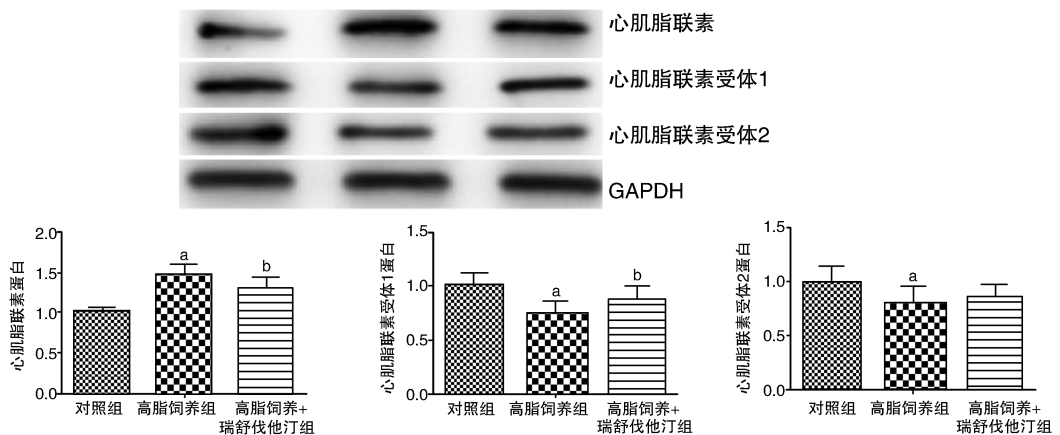 心肌脂联素
心肌脂联素受体1
心肌脂联素受体2
GAPDH
心肌脂联素蛋白
2.0
1.5
1.0
0.5
0.0
a
b
对照组
高脂饲养组
高脂饲养+
瑞舒伐他汀组
心肌脂联素受体1蛋白
1.5
1.0
0.5
0.0
a
b
对照组
高脂饲养组
高脂饲养+
瑞舒伐他汀组
心肌脂联素受体2蛋白
1.5
1.0
0.5
0.0
a
对照组
高脂饲养组
高脂饲养+
瑞舒伐他汀组